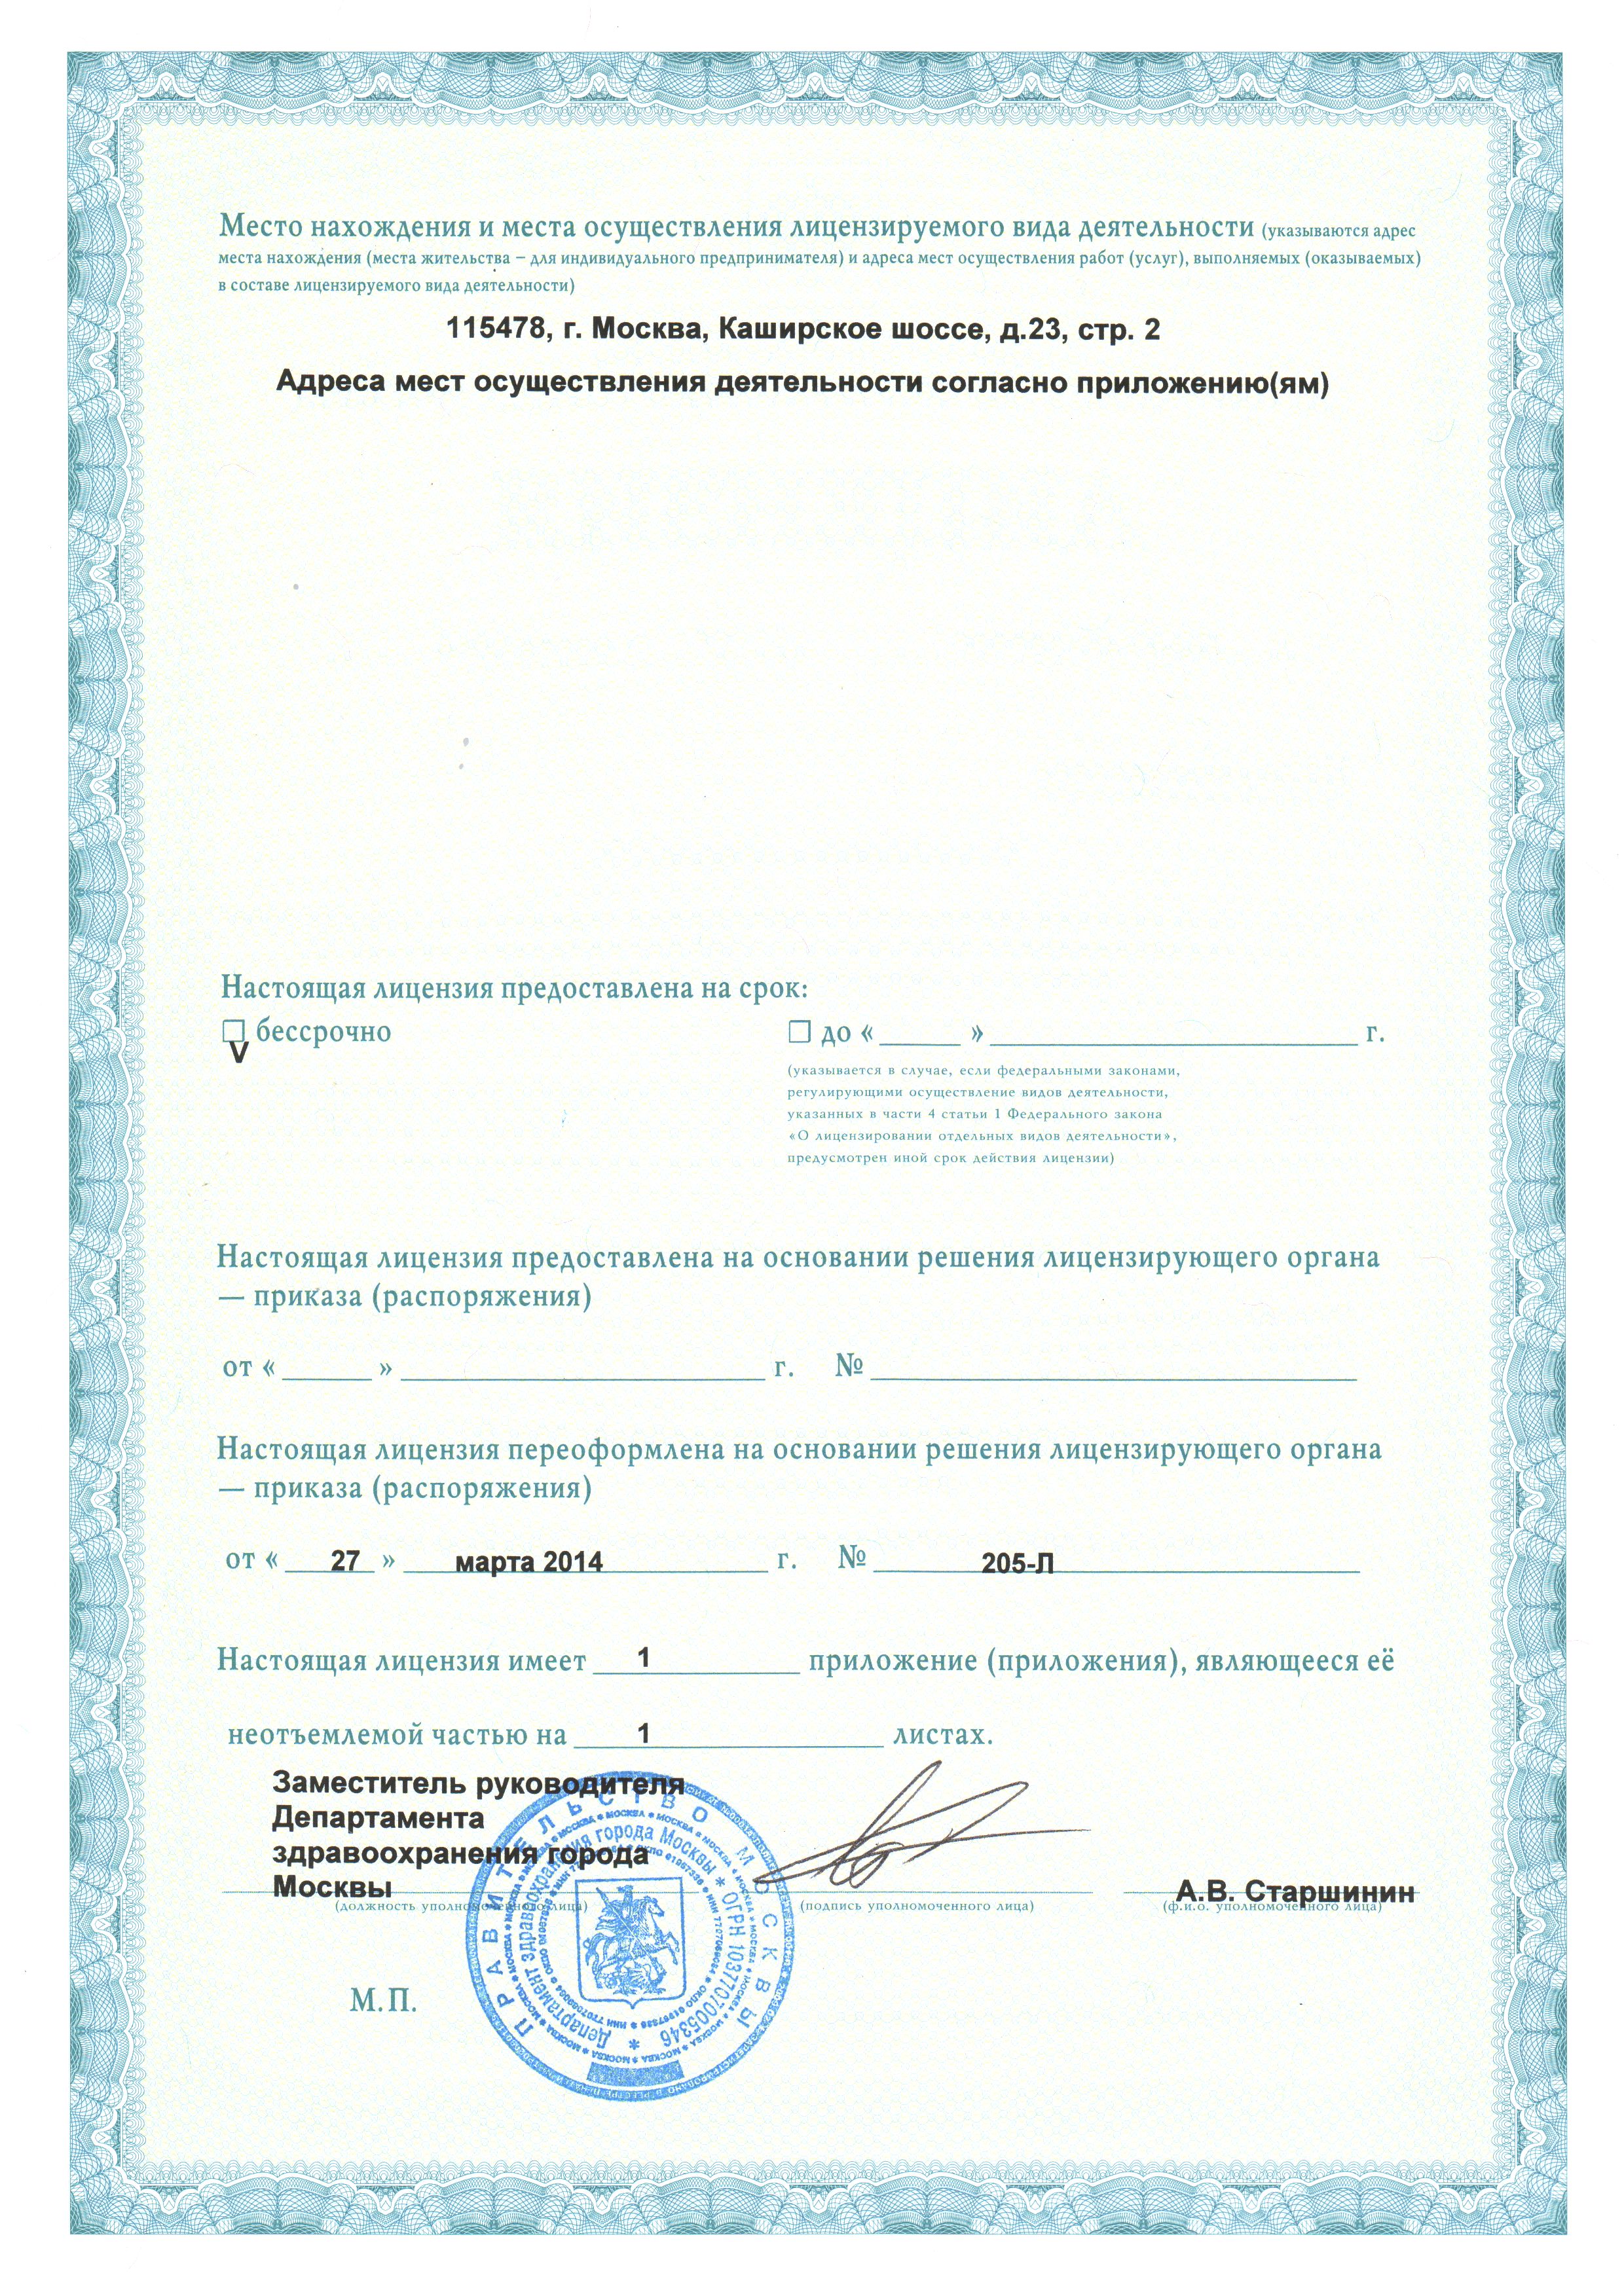 Место нахождения и места осуществления лицензируемого вида деятельности (указываются адрес
места нахождения (места жительства – для индивидуального предпринимателя) и адреса мест осуществления работ (услуг), выполняемых (оказываемых)
в составе лицензируемого вида деятельности)
115478, г. Москва, Каширское шоссе, д.23, стр. 2
Адреса мест осуществления деятельности согласно приложению(ям)
Настоящая лицензия предоставлена на срок:
☐ бессрочно ☐ до « ______ » ______ г.
V
(указывается в случае, если федеральными законами,
регулирующими осуществление видов деятельности,
указанных в части 4 статьи 1 Федерального закона
«О лицензировании отдельных видов деятельности»,
предусмотрен иной срок действия лицензии)
Настоящая лицензия предоставлена на основании решения лицензирующего органа
— приказа (распоряжения)
от « ______ » ______ г. № ______
Настоящая лицензия переоформлена на основании решения лицензирующего органа
— приказа (распоряжения)
от « 27 » марта 2014 г. № 205-Л
Настоящая лицензия имеет 1 приложение (приложения), являющееся её
неотъемлемой частью на 1 листах.
Заместитель руководителя
Департамента
здравоохранения города
Москвы А.В. Старшинин
(должность уполномоченного лица) (подпись уполномоченного лица) (ф.и.о. уполномоченного лица)
М.П.
ПРАВИТЕЛЬСТВО МОСКВЫ
Департамент здравоохранения города Москвы * ОГРН 1037707005346 *